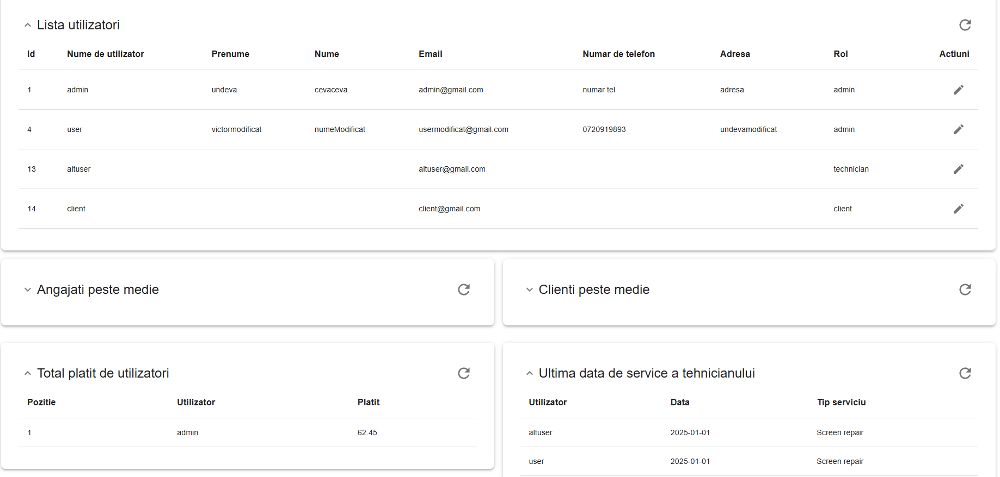 Lista utilizatori
Id Nume de utilizator Prenume Nume Email Numar de telefon Adresa Rol Actiuni
1 admin undeva cevaceva admin@gmail.com numar tel adresa admin
4 user victormodificat numeModificat usermodificat@gmail.com 0720919893 undevamodificat admin
13 altuser altuser@gmail.com technician
14 client client@gmail.com client
Angajati peste medie
Clienti peste medie
Total platit de utilizatori
Pozitie Utilizator Platit
1 admin 62.45
Ultima data de service a tehnicianului
Utilizator Data Tip serviciu
altuser 2025-01-01 Screen repair
user 2025-01-01 Screen repair